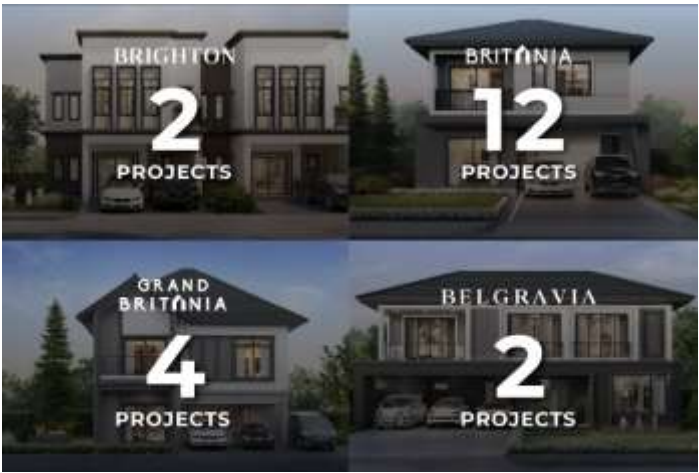 BRIGHTON
2
PROJECTS
BRITANIA
12
PROJECTS
GRAND
BRITANIA
4
PROJECTS
BELGRAVIA
2
PROJECTS